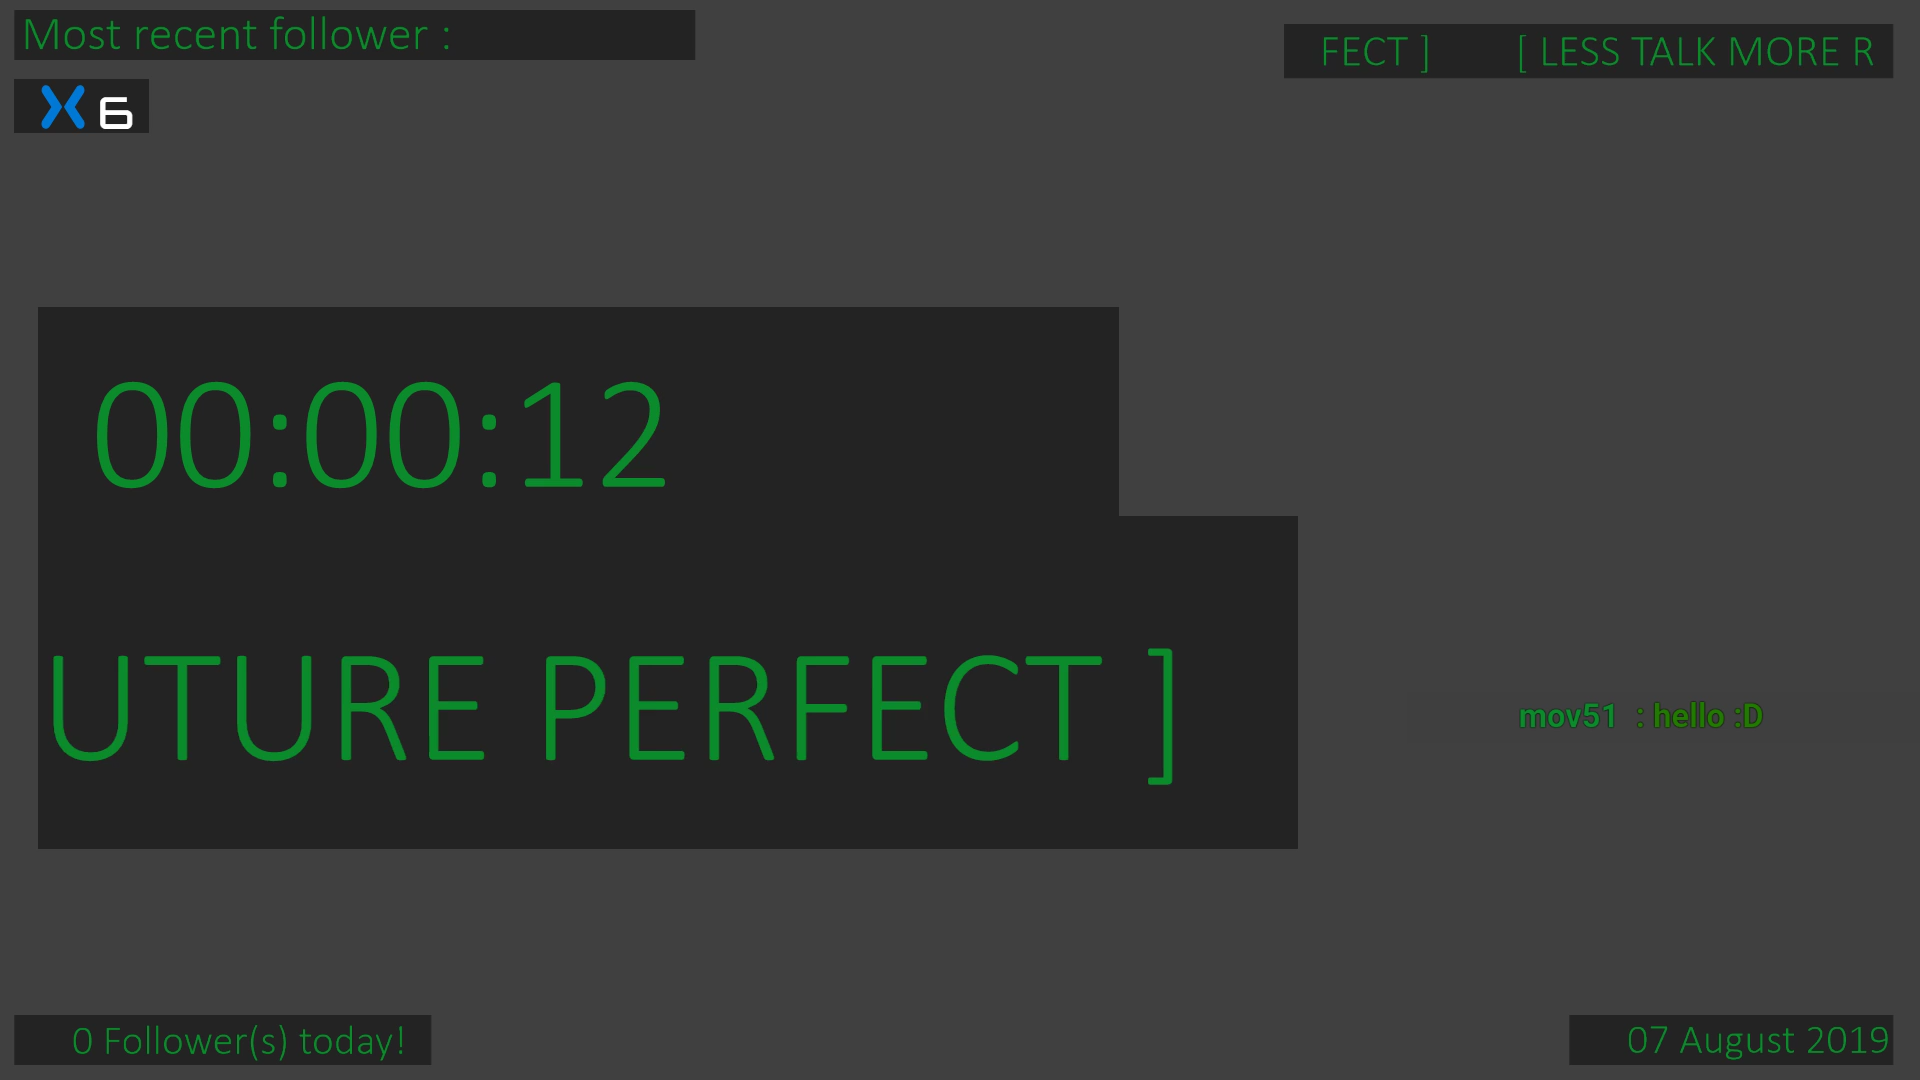 Most recent follower :
FECT ] [ LESS TALK MORE R
6
00:00:12
UTURE PERFECT ]
mov51 : hello :D
0 Follower(s) today!
07 August 2019